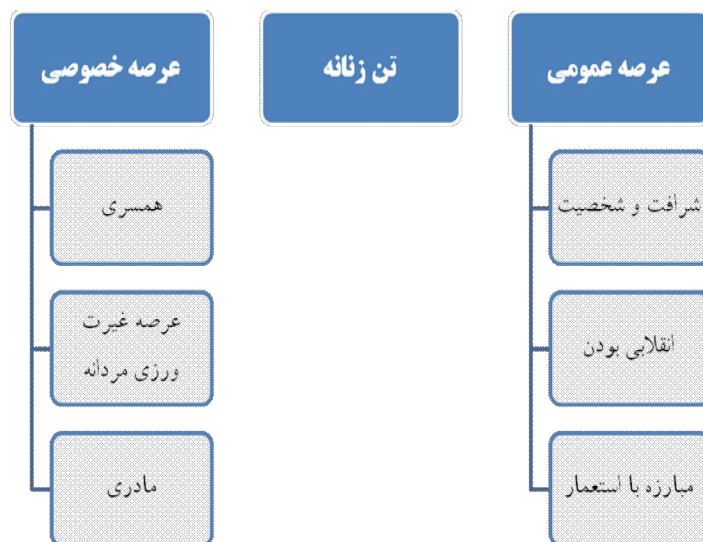 عرصه عمومی
شرافت و شخصیت
انقلابی بودن
مبارزه با استعمار
تن زنانه
عرصه خصوصی
همسری
عرصه غیرت
ورزی مردانه
مادری